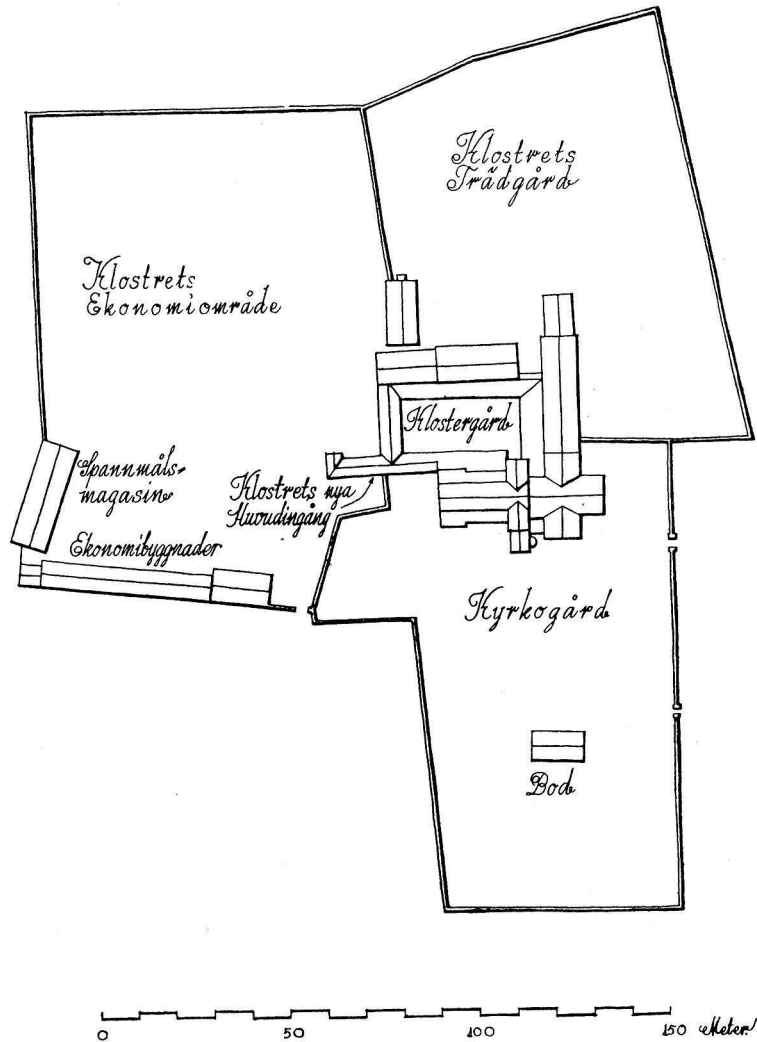 Klostrets
Trädgård
Klostrets
Ekonomiområde
Klostergård
Spannmåls-
magasin
Klostrets nya
Huvudingång
Ekonomibyggnader
Kyrkogård
Bod
0 50 100 150 Meter